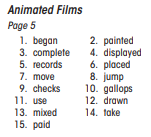 Animated Films
Page 5
1. began 2. painted
3. complete 4. displayed
5. records 6. placed
7. move 8. jump
9. checks 10. gallops
11. use 12. drawn
13. mixed 14. take
15. paid